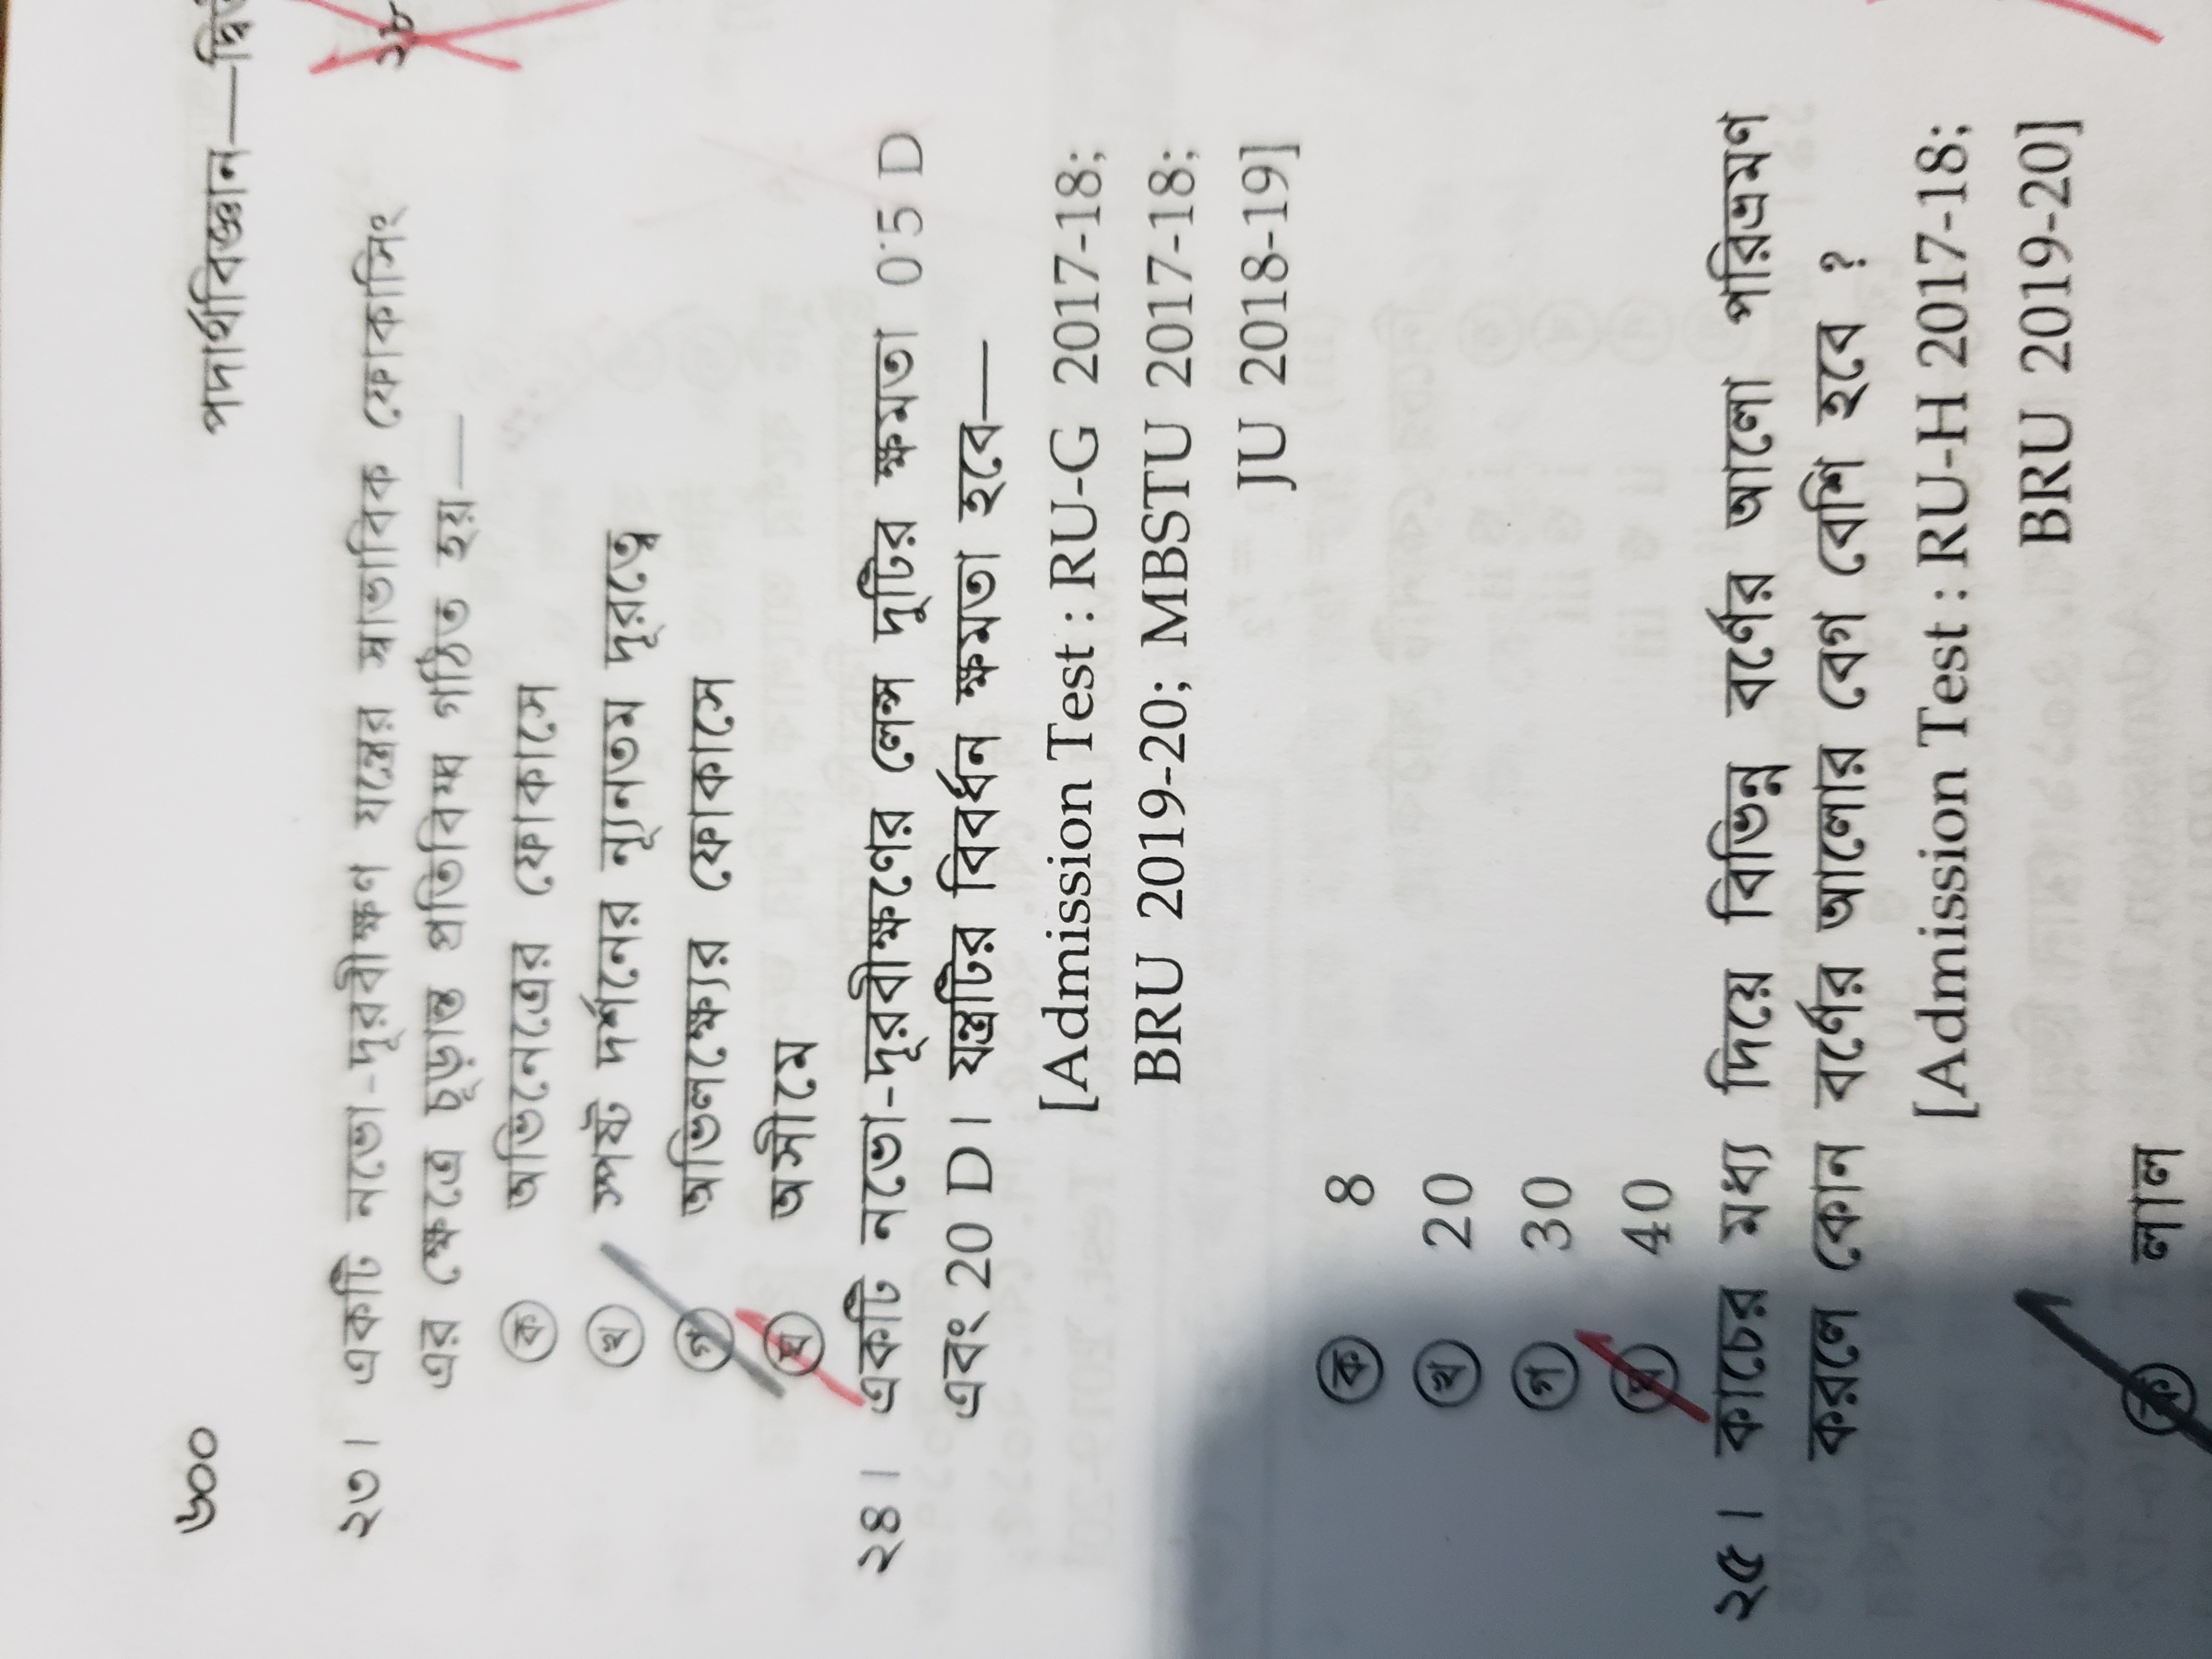 ৬০০
পদার্থবিজ্ঞান—দ্বি
২৩। একটি নভো-দূরবীক্ষণ যন্ত্রের স্বাভাবিক ফোকাসিং
এর ক্ষেত্রে চূড়ান্ত প্রতিবিম্ব গঠিত হয়—
ক অভিনেত্রের ফোকাসে
খ স্পষ্ট দর্শনের ন্যূনতম দূরত্বে
গ অভিলক্ষ্যের ফোকাসে
ঘ অসীমে
২৪। একটি নভো-দূরবীক্ষণের লেন্স দুটির ক্ষমতা 0·5 D
এবং 20 D। যন্ত্রটির বিবর্ধন ক্ষমতা হবে—
[Admission Test : RU-G 2017-18;
BRU 2019-20; MBSTU 2017-18;
JU 2018-19]
ক 8
খ 20
গ 30
ঘ 40
২৫। কাচের মধ্য দিয়ে বিভিন্ন বর্ণের আলো পরিভ্রমণ
করলে কোন বর্ণের আলোর বেগ বেশি হবে ?
[Admission Test : RU-H 2017-18;
BRU 2019-20]
ক লাল